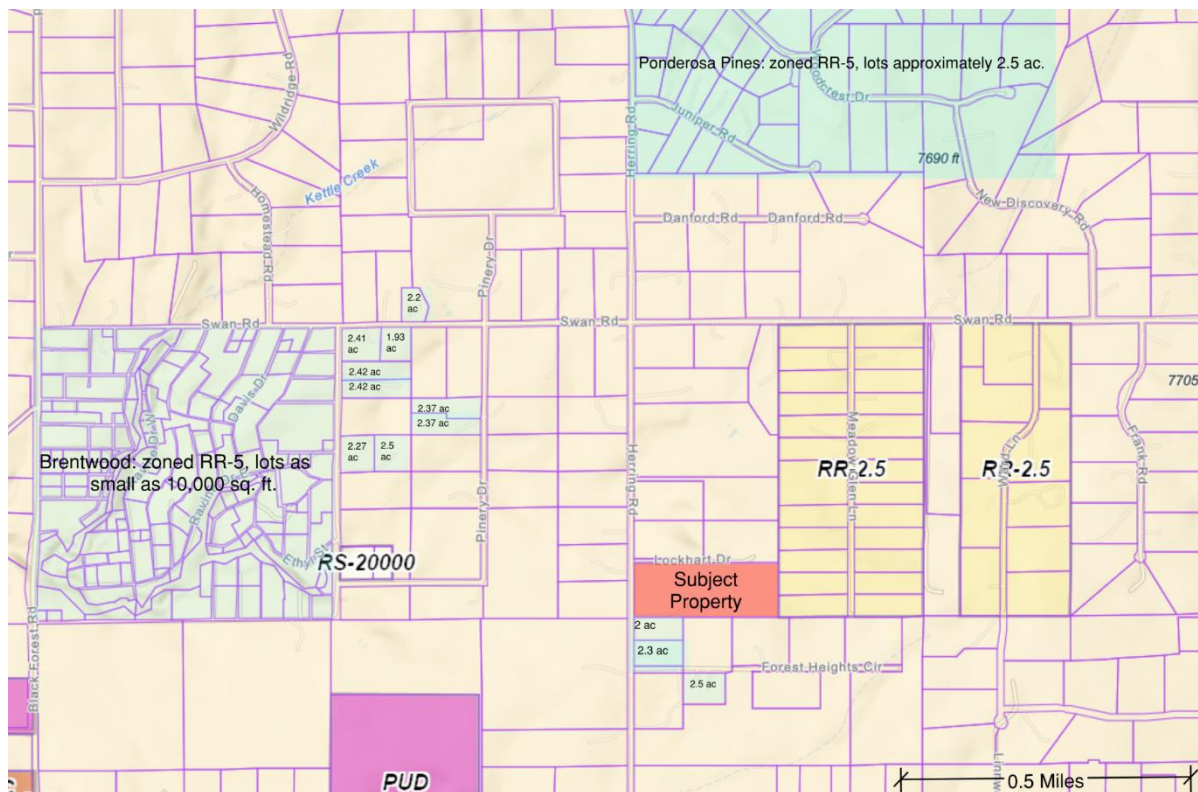 Ponderosa Pines: zoned RR-5, lots approximately 2.5 ac.
Wildridge Rd
Woodcrest Dr
Juniper Rd
Herring Rd
7690 ft
Kettle Creek
Homestead Rd
New Discovery Rd
Danford Rd
Danford Rd
Pinery Dr
2.2
ac
Swan Rd
Swan Rd
Swan Rd
2.41
ac
1.93
ac
2.42 ac
2.42 ac
7705
Davis Dr
2.37 ac
2.37 ac
2.27
ac
2.5
ac
Meadow Glen Ln
Frank Rd
Brentwood: zoned RR-5, lots as
small as 10,000 sq. ft.
RR-2.5
RR-2.5
Herring Rd
Pinery Dr
Ethyl St
RS-20000
Lockhart Dr
Subject
Property
2 ac
2.3 ac
Forest Heights Cir
2.5 ac
Black Forest Rd
PUD
0.5 Miles